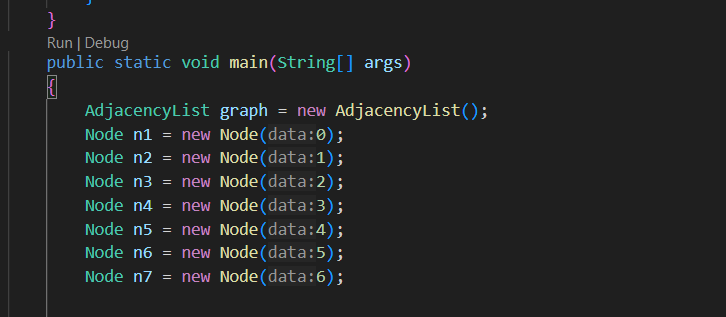 }
Run | Debug
public static void main(String[] args)
{
AdjacencyList graph = new AdjacencyList();
Node n1 = new Node(data:0);
Node n2 = new Node(data:1);
Node n3 = new Node(data:2);
Node n4 = new Node(data:3);
Node n5 = new Node(data:4);
Node n6 = new Node(data:5);
Node n7 = new Node(data:6);